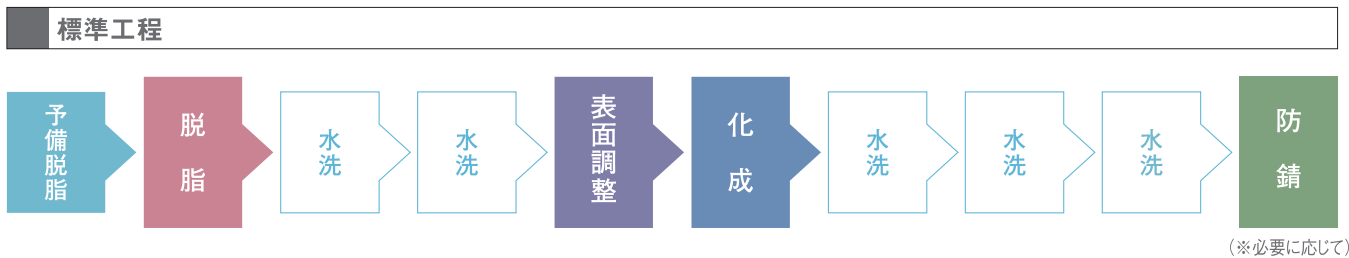 標準工程
予備脱脂
脱脂
水洗
水洗
表面調整
化成
水洗
水洗
水洗
防錆
(※必要に応じて)